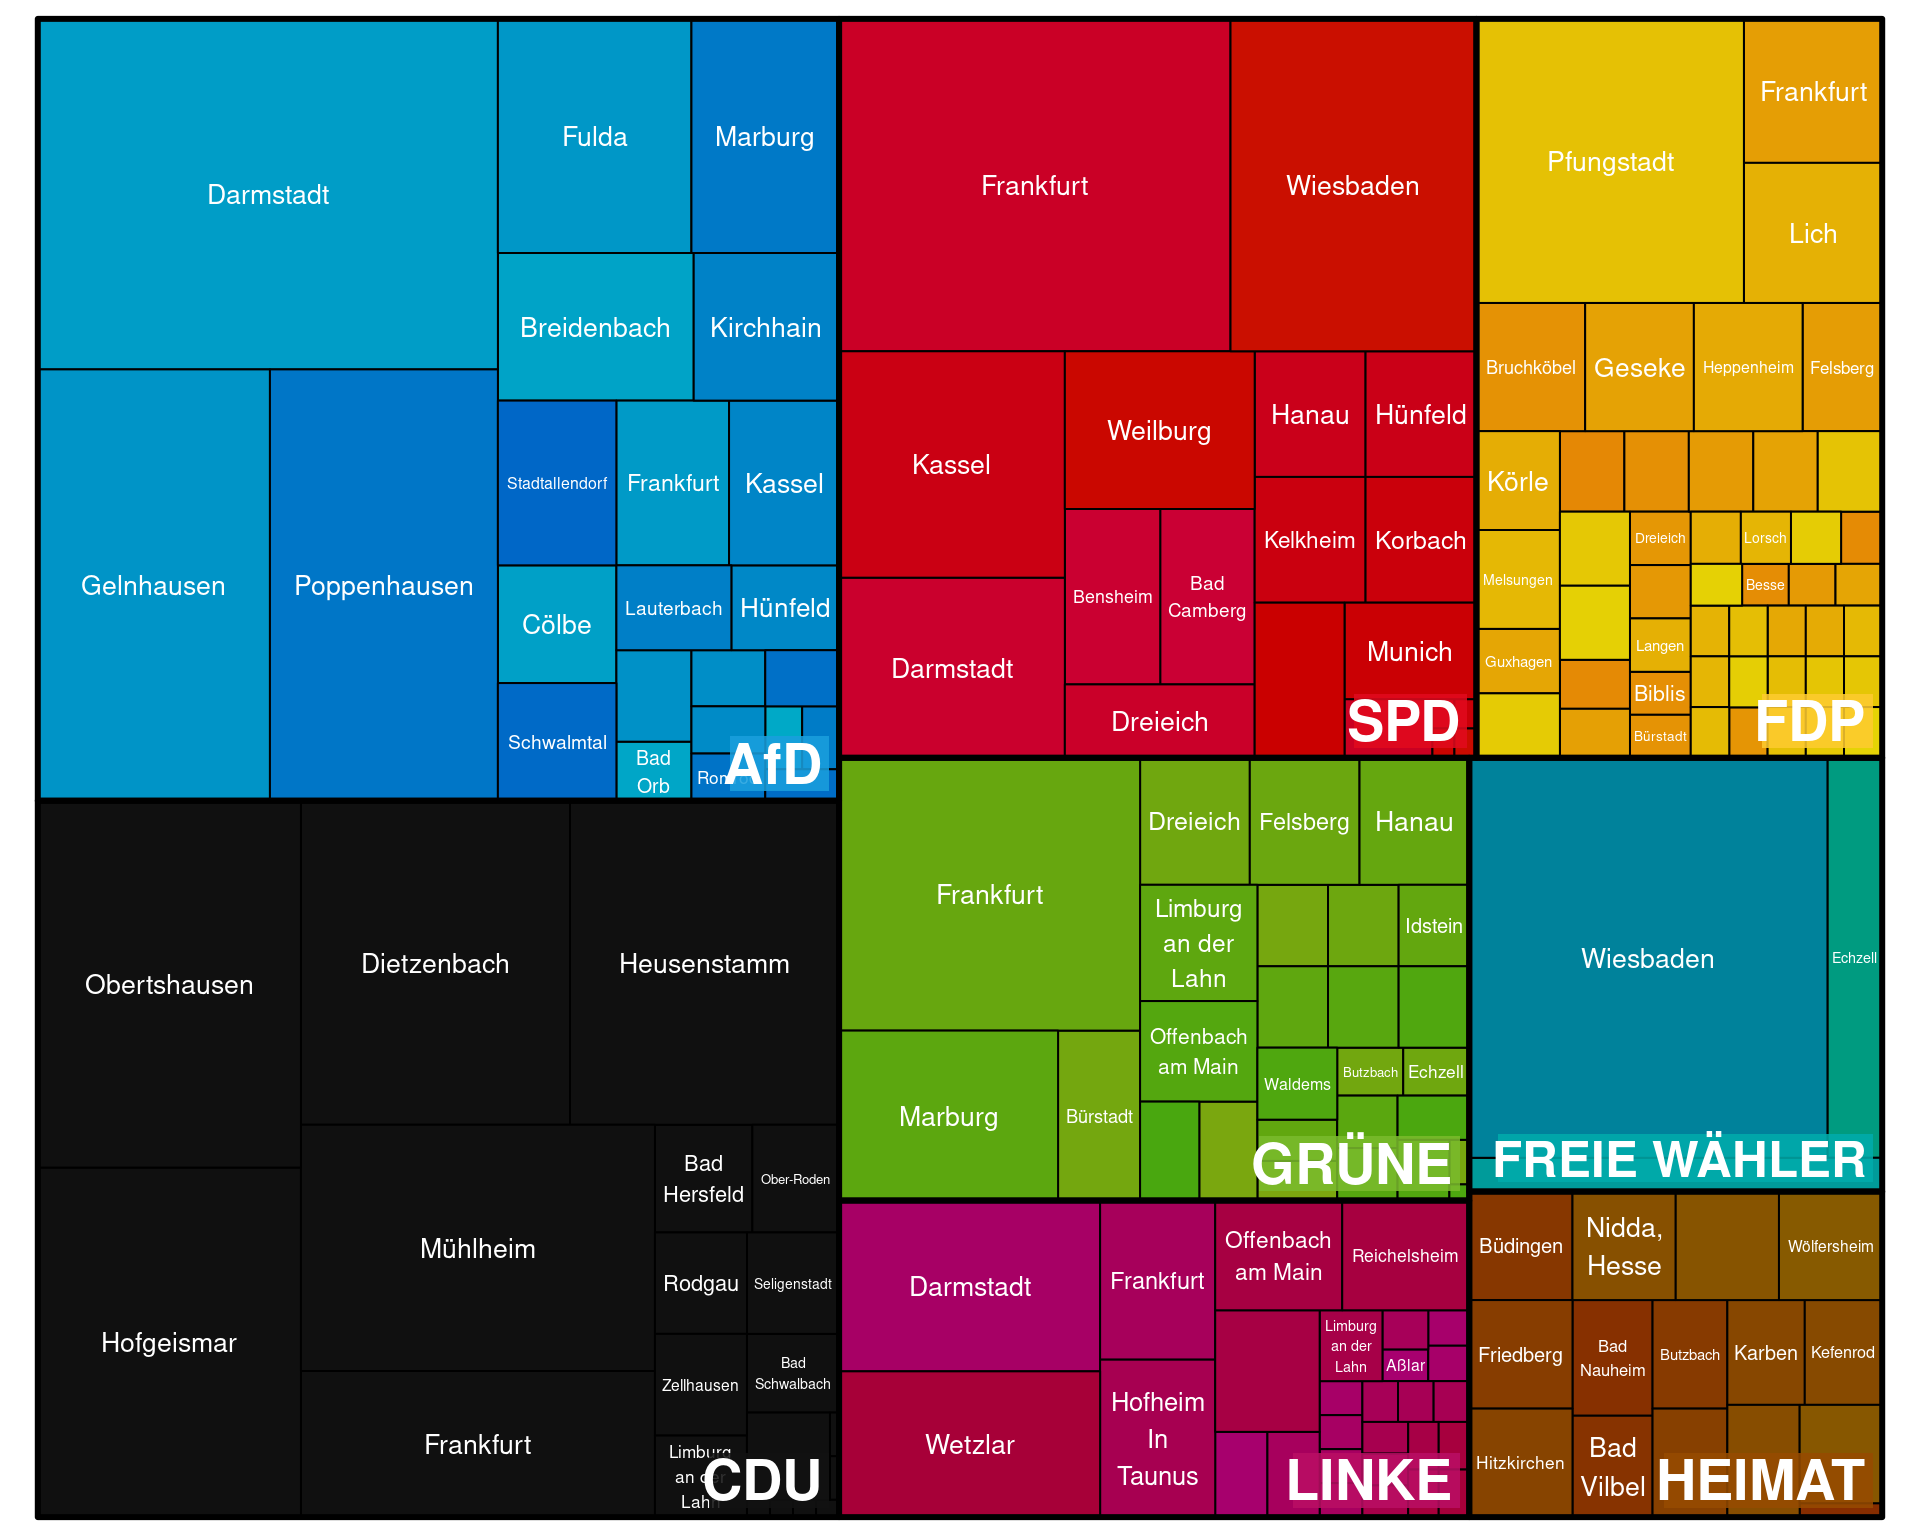 Darmstadt
Fulda
Marburg
Breidenbach
Kirchhain
Gelnhausen
Poppenhausen
Stadtallendorf
Frankfurt
Kassel
Cölbe
Lauterbach
Hünfeld
Schwalmtal
Bad
Orb
AfD
Frankfurt
Wiesbaden
Kassel
Weilburg
Hanau
Hünfeld
Kelkheim
Korbach
Darmstadt
Bensheim
Bad
Camberg
Dreieich
Munich
SPD
Pfungstadt
Frankfurt
Lich
Bruchköbel
Geseke
Heppenheim
Felsberg
Körle
Melsungen
Guxhagen
Dreieich
Lorsch
Besse
Langen
Biblis
Bürstadt
FDP
Obertshausen
Dietzenbach
Heusenstamm
Hofgeismar
Mühlheim
Frankfurt
Bad
Hersfeld
Ober-Roden
Rodgau
Seligenstadt
Zellhausen
Bad
Schwalbach
Limburg
an der
Lahn
CDU
Frankfurt
Dreieich
Felsberg
Hanau
Limburg
an der
Lahn
Idstein
Offenbach
am Main
Marburg
Bürstadt
Waldems
Butzbach
Echzell
GRÜNE
Wiesbaden
Echzell
FREIE WÄHLER
Darmstadt
Frankfurt
Offenbach
am Main
Reichelsheim
Limburg
an der
Lahn
Aßlar
Wetzlar
Hofheim
In
Taunus
LINKE
Büdingen
Nidda,
Hesse
Wölfersheim
Friedberg
Bad
Nauheim
Butzbach
Karben
Kefenrod
Hitzkirchen
Bad
Vilbel
HEIMAT